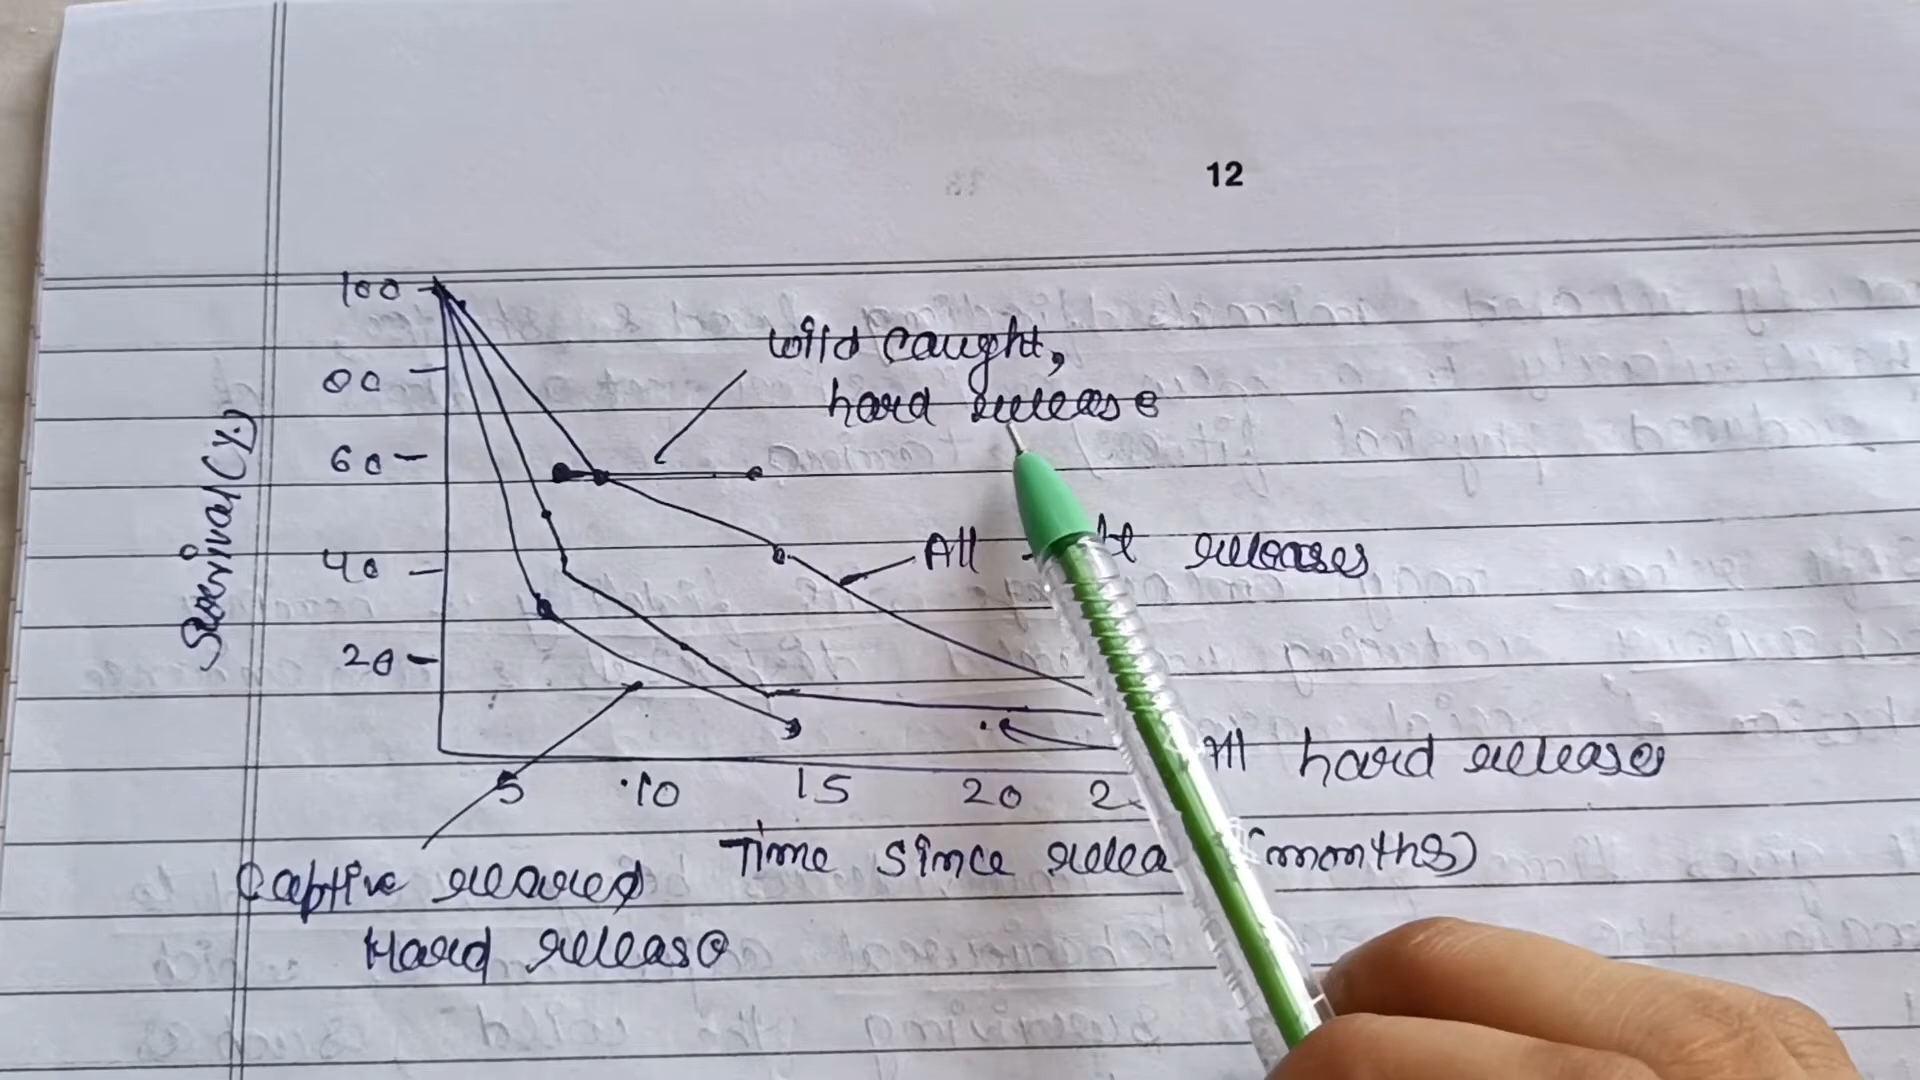 12
100
80
60
40
20
Survival (%)
wild caught,
hard release
All releases
All hard release
5 10 15 20
Time since (months)
Captive reared
Hard release